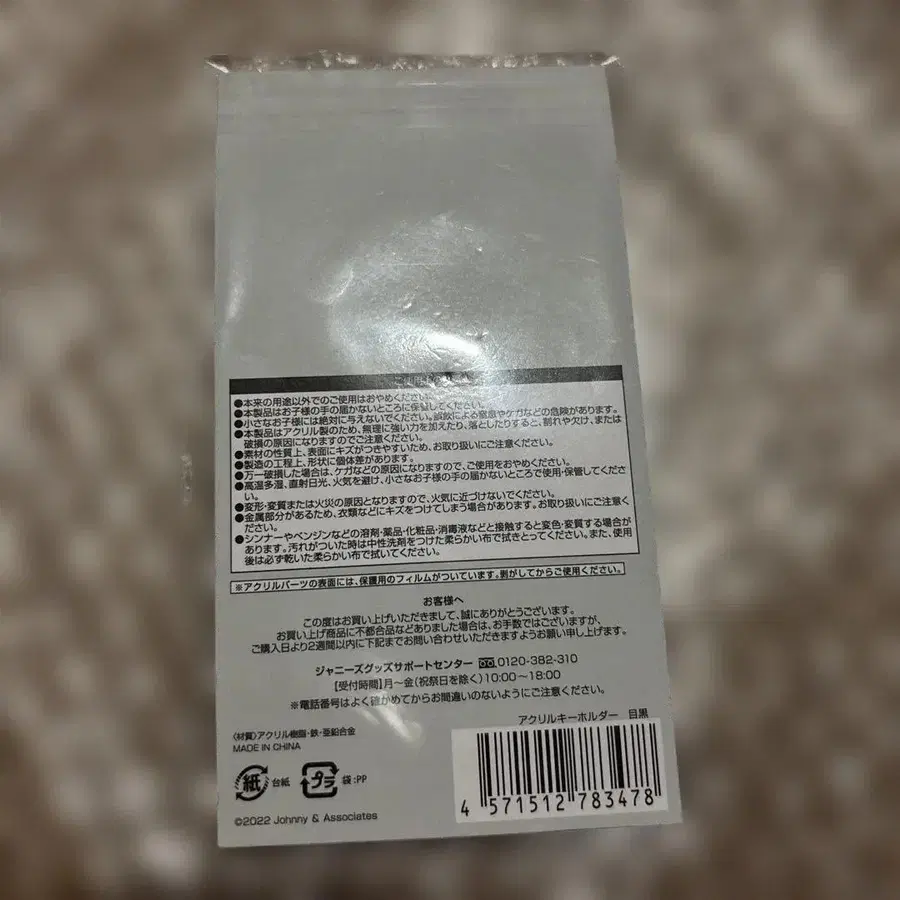 ご使用
●本来の用途以外でのご使用はおやめください。
●本製品はお子様の手の届かないところに保管してください。
●小さなお子様には絶対に与えないでください。誤飲による窒息やケガなどの危険があります。
●本製品はアクリル製のため、無理に強い力を加えたり、落としたりすると、割れや欠け、または
破損の原因になりますのでご注意ください。
●素材の性質上、表面にキズがつきやすいため、お取り扱いにご注意ください。
●製造の工程上、形状に個体差があります。
●万一破損した場合は、ケガなどの原因になりますので、ご使用をおやめください。
●高温多湿、直射日光、火気を避け、小さなお子様の手の届かないところで使用・保管してくださ
い。
●変形・変質または火災の原因となりますので、火気に近づけないでください。
●金属部分があるため、衣類などにキズをつけてしまう場合があります。お取り扱いにご注意く
ださい。
●シンナーやベンジンなどの溶剤・薬品・化粧品・消毒液などと接触すると変色・変質する場合が
あります。汚れがついた時は中性洗剤をつけた柔らかい布で拭きとってください。また、使用
後は必ず乾いた柔らかい布で拭いてください。
※アクリルパーツの表面には、保護用のフィルムがついています。剥がしてからご使用ください。
お客様へ
この度はお買い上げいただきまして、誠にありがとうございます。
お買い上げ商品に不都合品などありました場合は、お手数ではございますが、
ご購入日より2週間以内に下記までお問い合わせいただきますようお願い申し上げます。
ジャニーズグッズサポートセンター 0120-382-310
【受付時間】月〜金(祝祭日を除く)10:00〜18:00
※電話番号はよく確かめてからお間違いのないようにご注意ください。
アクリルキーホルダー 目黒
〈材質〉アクリル樹脂・鉄・亜鉛合金
MADE IN CHINA
紙 台紙 プラ 袋:PP
4 571512 783478
©2022 Johnny & Associates